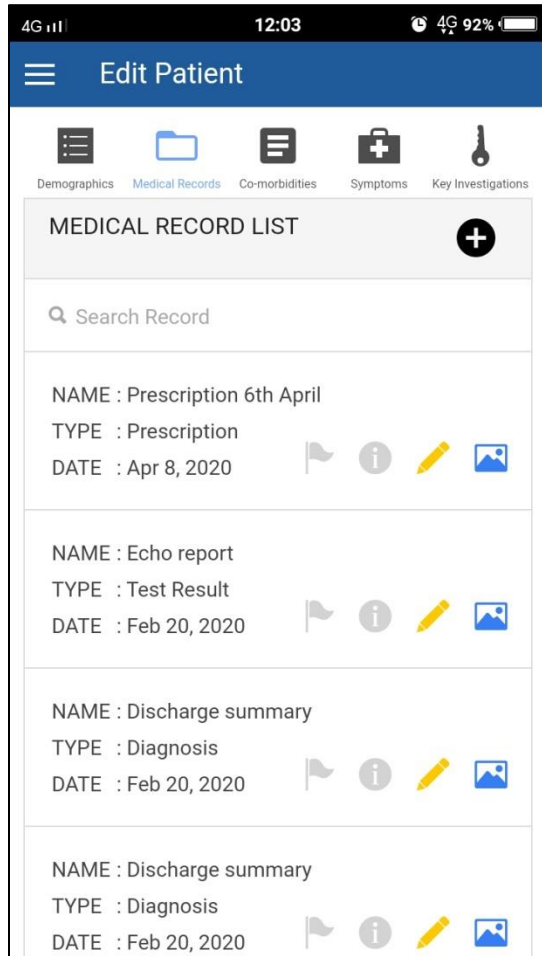 4G 12:03 4G 92%
Edit Patient
Demographics Medical Records Co-morbidities Symptoms Key Investigations
MEDICAL RECORD LIST
Search Record
NAME : Prescription 6th April
TYPE : Prescription
DATE : Apr 8, 2020
NAME : Echo report
TYPE : Test Result
DATE : Feb 20, 2020
NAME : Discharge summary
TYPE : Diagnosis
DATE : Feb 20, 2020
NAME : Discharge summary
TYPE : Diagnosis
DATE : Feb 20, 2020